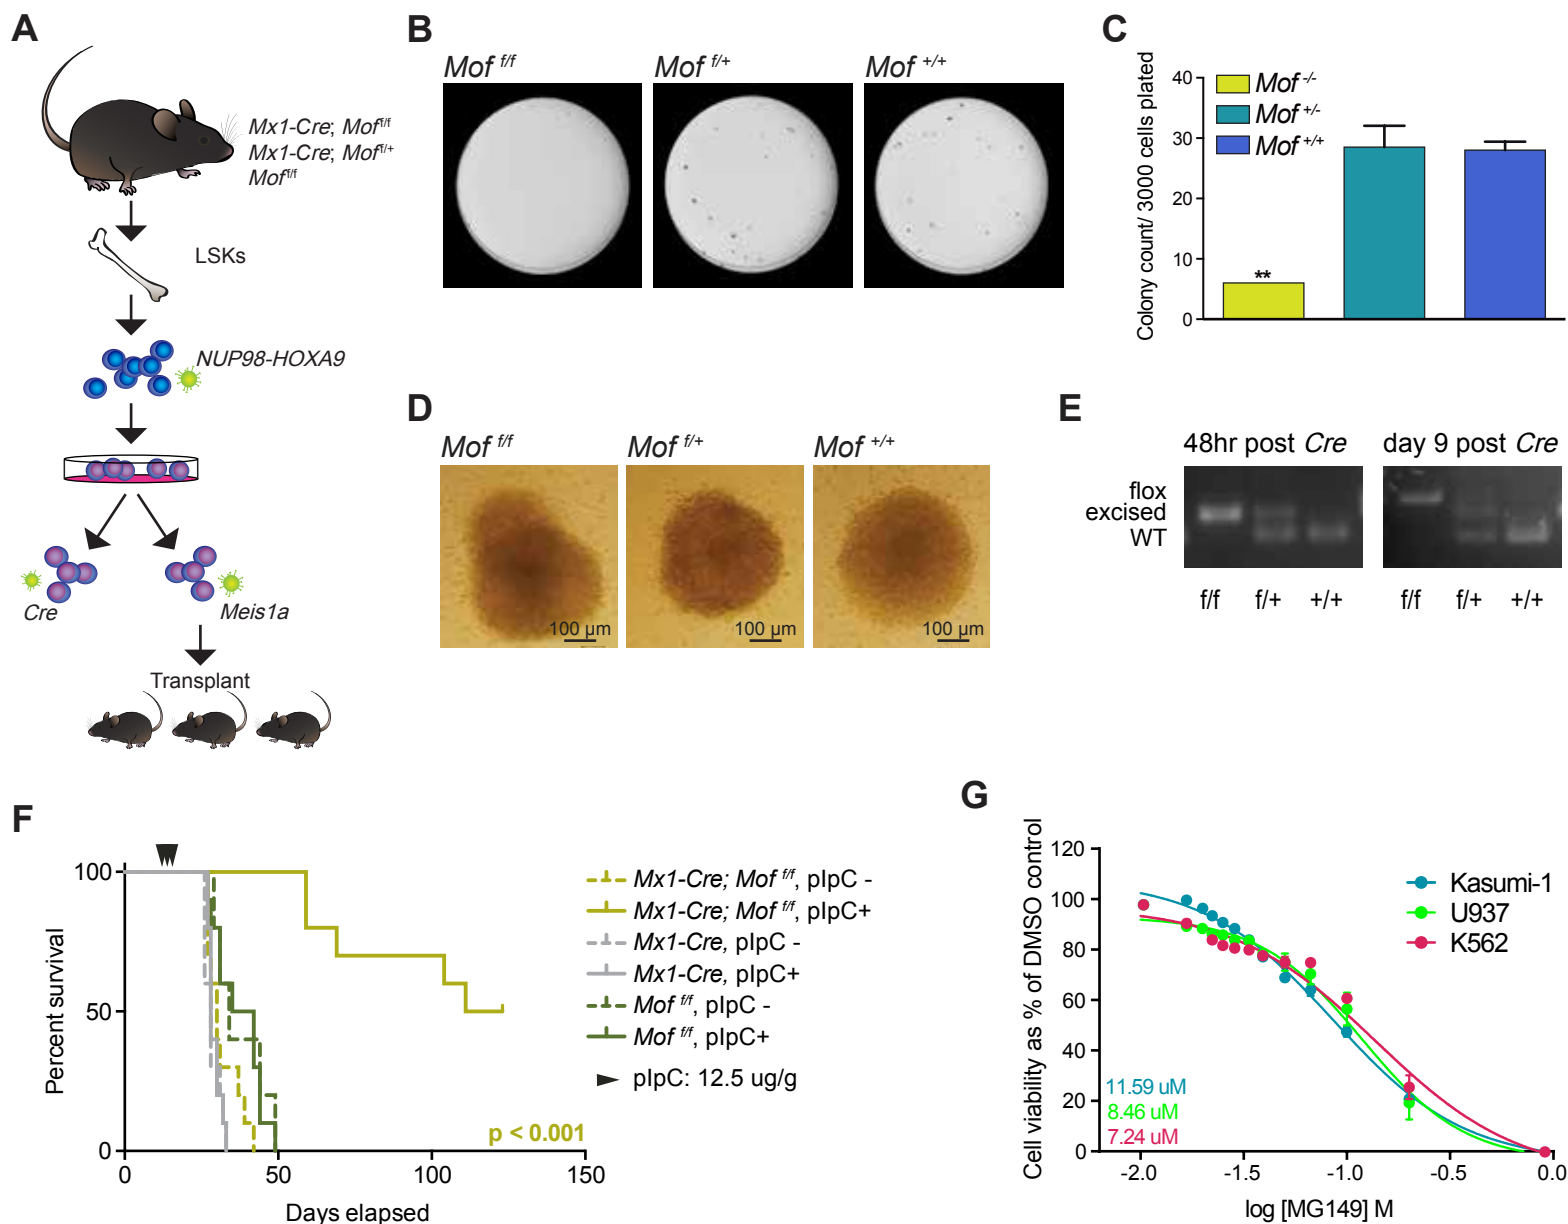 A
Mx1-Cre; Mof f/f
Mx1-Cre; Mof f/+
Mof f/f
LSKs
NUP98-HOXA9
Cre
Meis1a
Transplant
B
Mof f/f
Mof f/+
Mof +/+
C
Colony count/ 3000 cells plated
40
30
20
10
0
Mof -/-
Mof +/-
Mof +/+
**
D
Mof f/f
Mof f/+
Mof +/+
100 µm
100 µm
100 µm
E
48hr post Cre
day 9 post Cre
flox
excised
WT
f/f f/+ +/+
f/f f/+ +/+
F
Percent survival
100
50
0
0 50 100 150
Days elapsed
p < 0.001
Mx1-Cre; Mof f/f, pIpC -
Mx1-Cre; Mof f/f, pIpC+
Mx1-Cre, pIpC -
Mx1-Cre, pIpC+
Mof f/f, pIpC -
Mof f/f, pIpC+
pIpC: 12.5 ug/g
G
Cell viability as % of DMSO control
120
100
80
60
40
20
0
Kasumi-1
U937
K562
11.59 uM
8.46 uM
7.24 uM
-2.0 -1.5 -1.0 -0.5 0.0
log [MG149] M